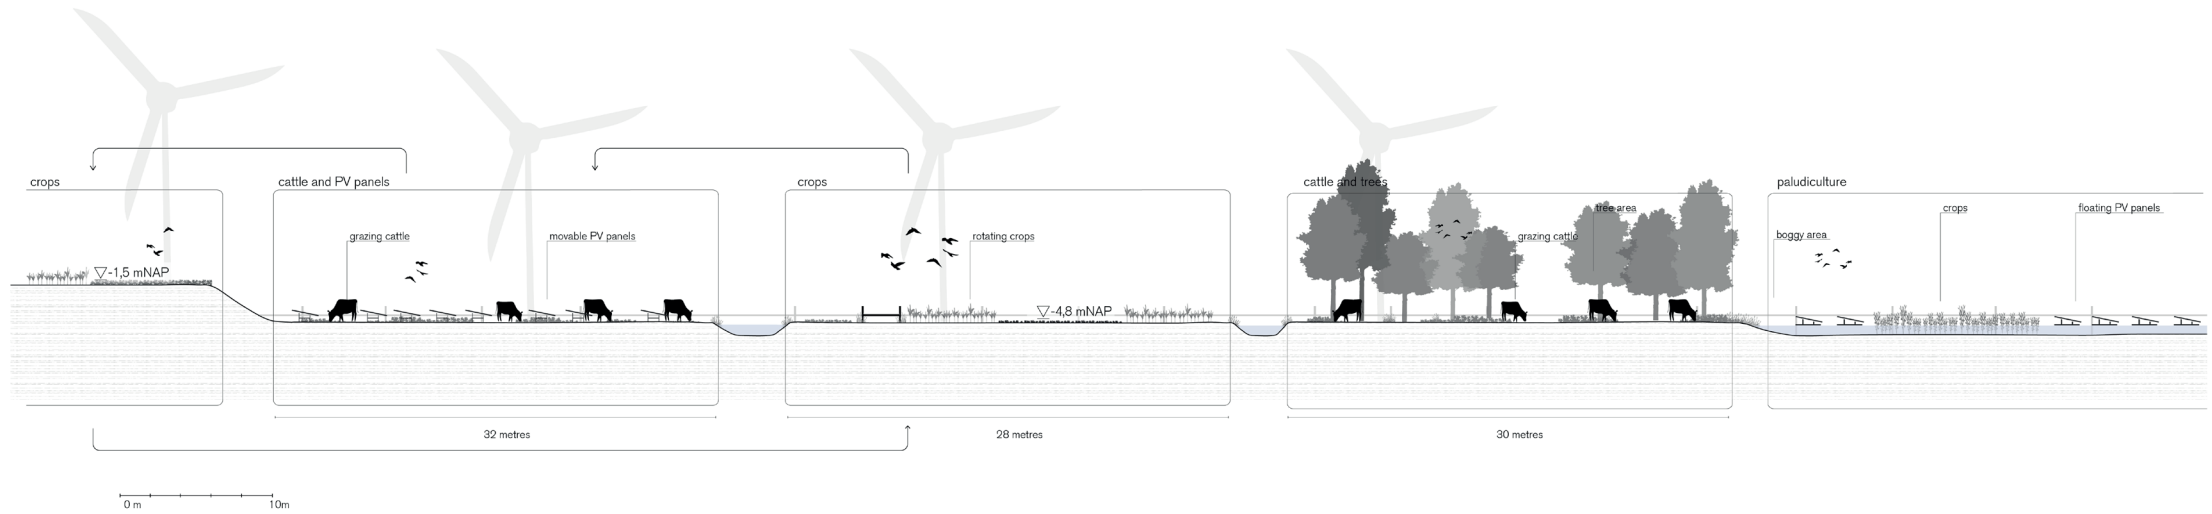 crops
cattle and PV panels
crops
cattle and trees
paludiculture
tree area
crops
floating PV panels
grazing cattle
movable PV panels
rotating crops
grazing cattle
boggy area
-1,5 mNAP
-4,8 mNAP
32 metres
28 metres
30 metres
0 m
10m